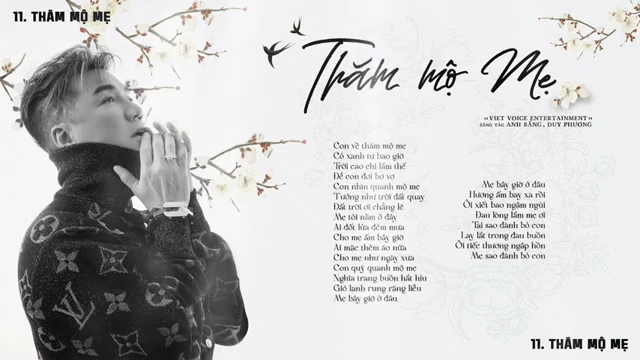 11. THĂM MỘ MẸ
Thăm mộ Mẹ
"VIET VOICE ENTERTAINMENT"
SÁNG TÁC ANH BẰNG, DUY PHƯƠNG
Con về thăm mộ mẹ
Cỏ xanh tự bao giờ
Trời cao chi lắm thế
Để con đợi bơ vơ
Con nhìn quanh mộ mẹ
Tưởng như trời đất quay
Đất trời ơi chẳng lẽ
Mẹ tôi nằm ở đây
Ai đốt lửa đêm mưa
Cho mẹ ấm bây giờ
Ai mặc thêm áo nữa
Cho mẹ như ngày xưa
Con quỳ quanh mộ mẹ
Nghĩa trang buồn hắt hiu
Gió lanh rung rặng liễu
Mẹ bây giờ ở đâu
Mẹ bây giờ ở đâu
Hương ấm bay xa rồi
Ôi xiết bao ngậm ngùi
Đau lòng lắm mẹ ơi
Tại sao đành bỏ con
Lay lắt trong đau buồn
Ôi tiếc thương ngập hồn
Mẹ sao đành bỏ con
11. THĂM MỘ MẸ